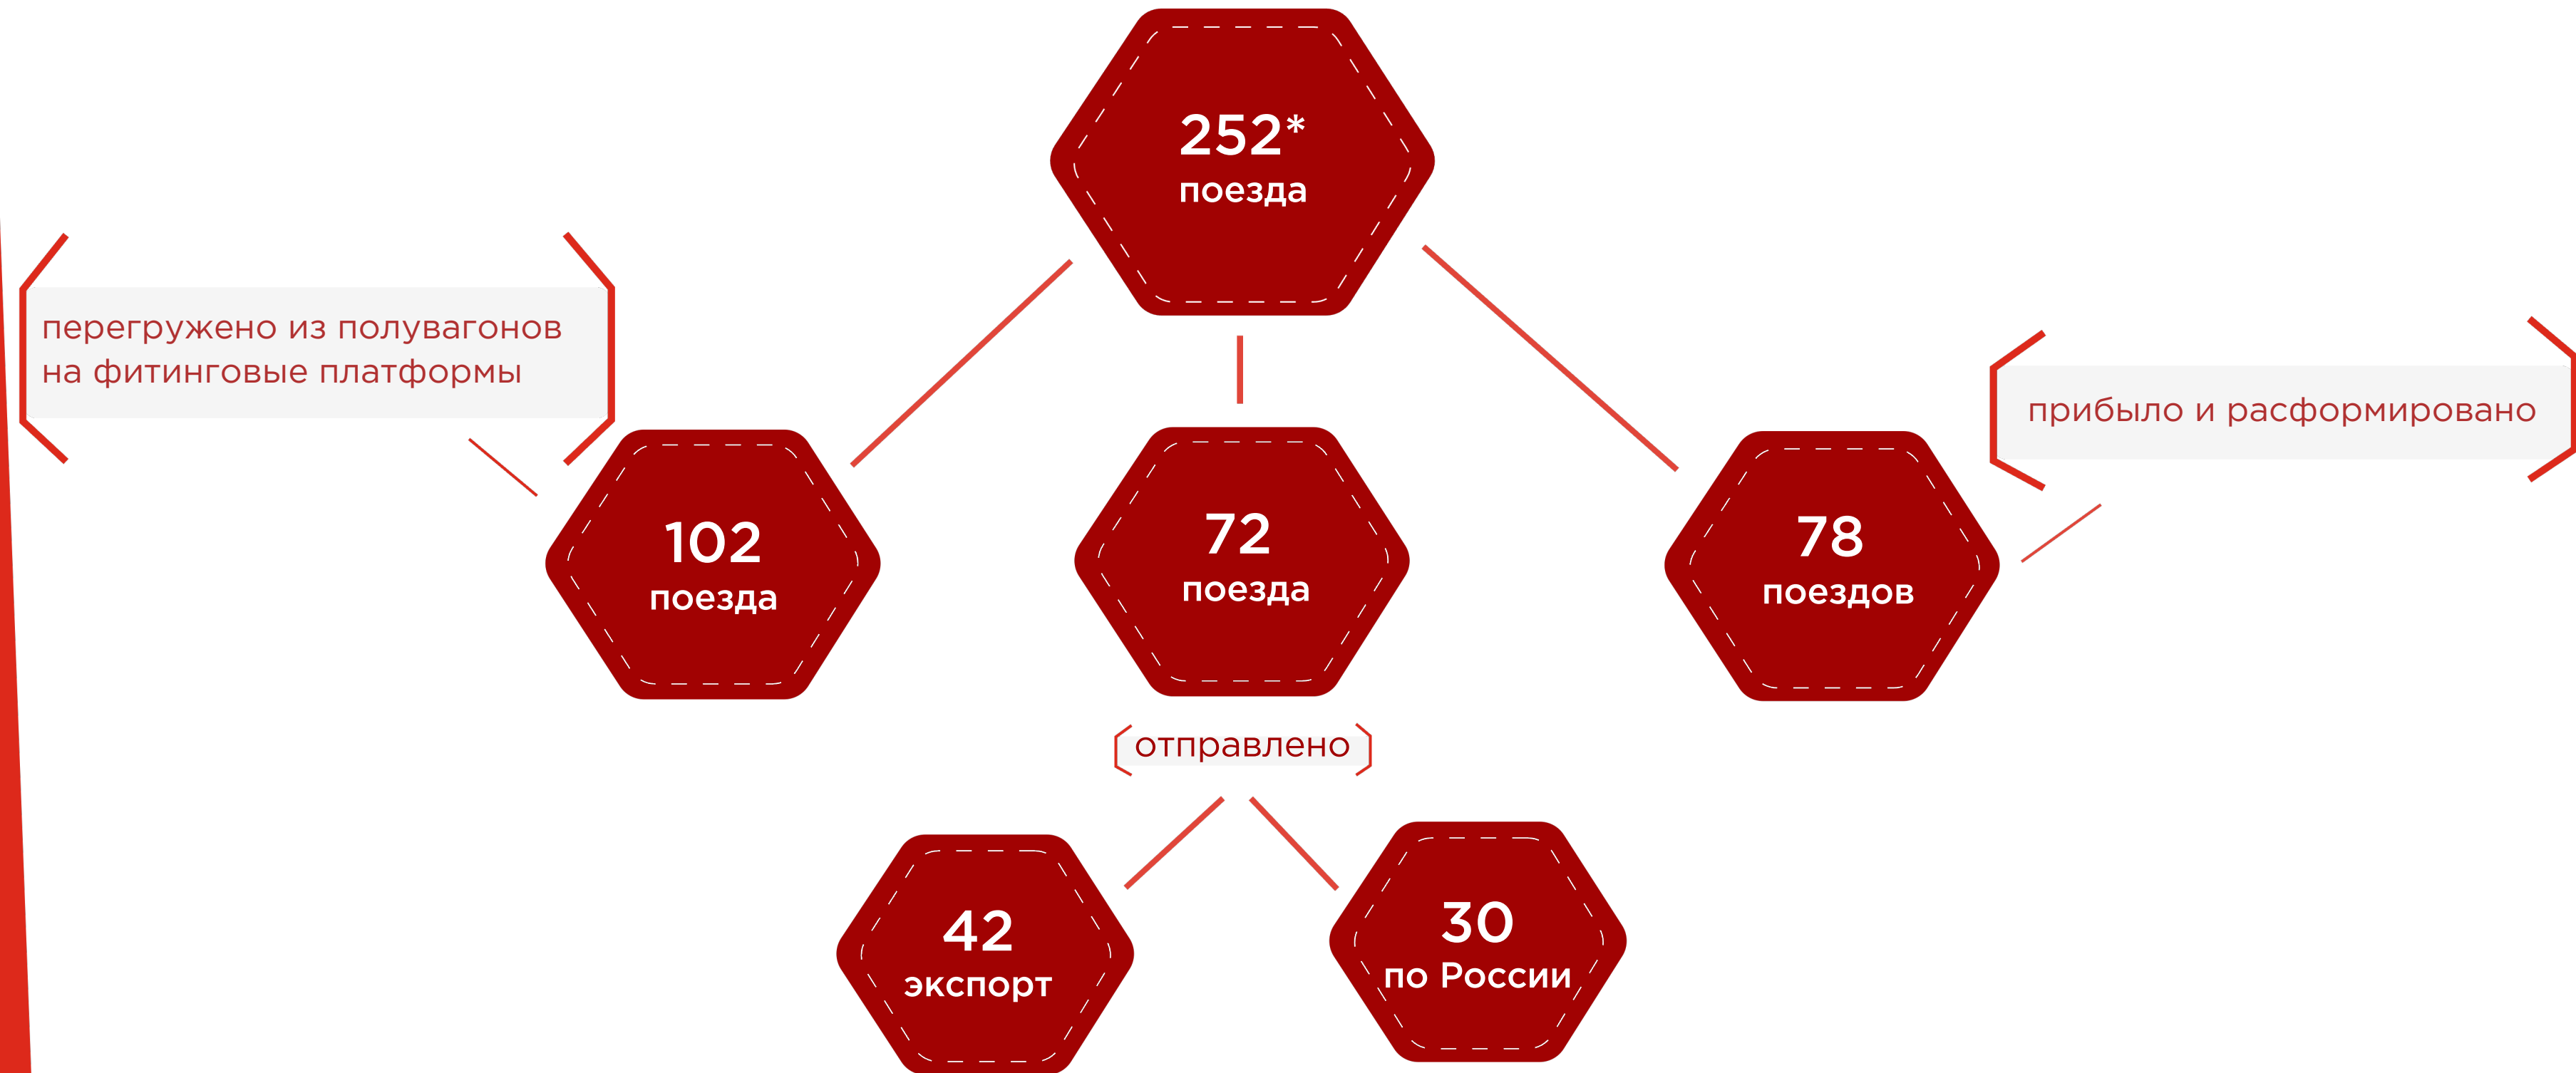 252*
поезда
перегружено из полувагонов
на фитинговые платформы
прибыло и расформировано
102
поезда
72
поезда
78
поездов
отправлено
42
экспорт
30
по России